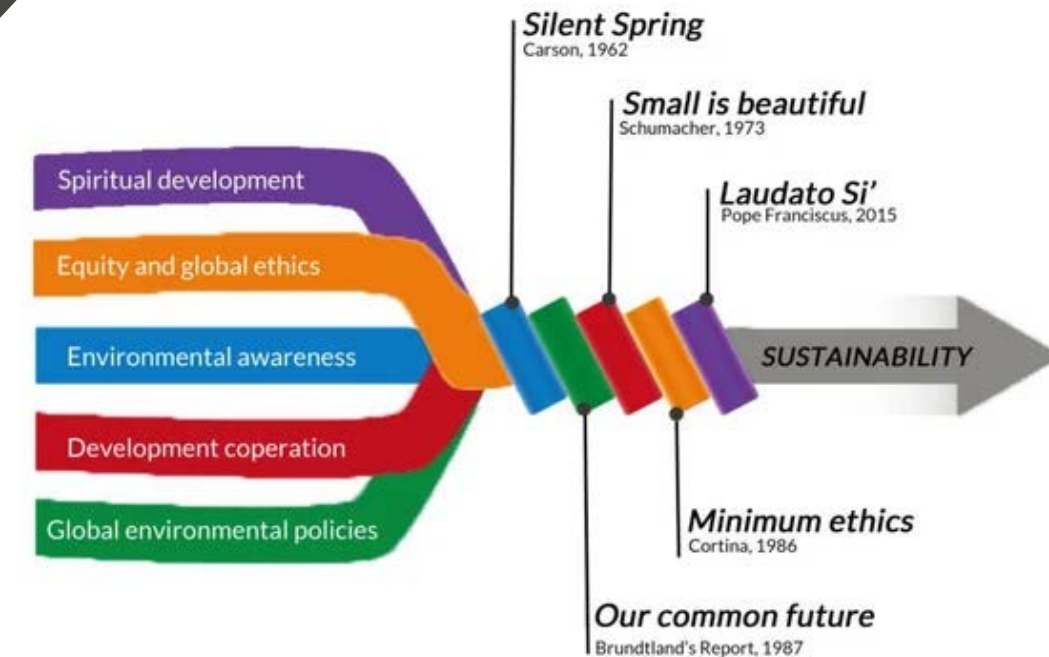 Silent Spring
Carson, 1962
Small is beautiful
Schumacher, 1973
Laudato Si’
Pope Franciscus, 2015
Spiritual development
Equity and global ethics
Environmental awareness
Development coperation
Global environmental policies
SUSTAINABILITY
Minimum ethics
Cortina, 1986
Our common future
Brundtland's Report, 1987